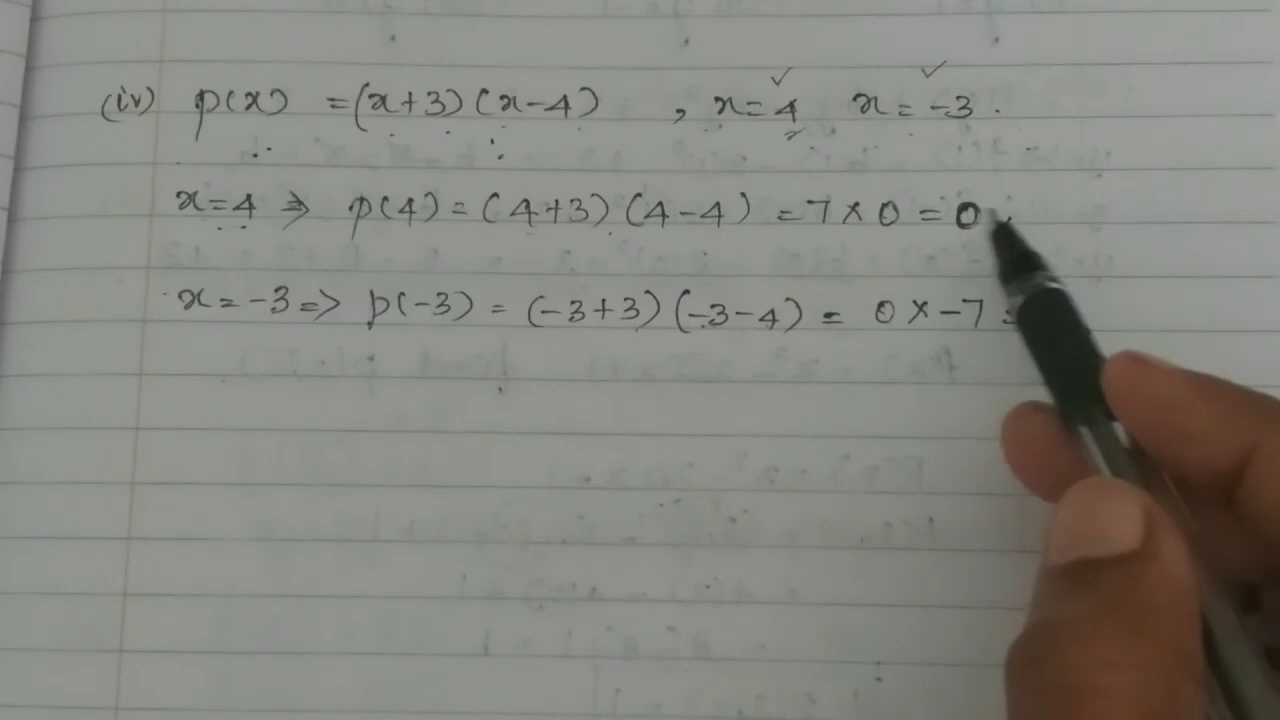 (iv) p(x) = (x+3)(x-4) , x=4 x = -3.
x=4 ⇒ p(4) = (4+3)(4-4) = 7 × 0 = 0
x = -3 => p(-3) = (-3+3)(-3-4) = 0 × -7 =